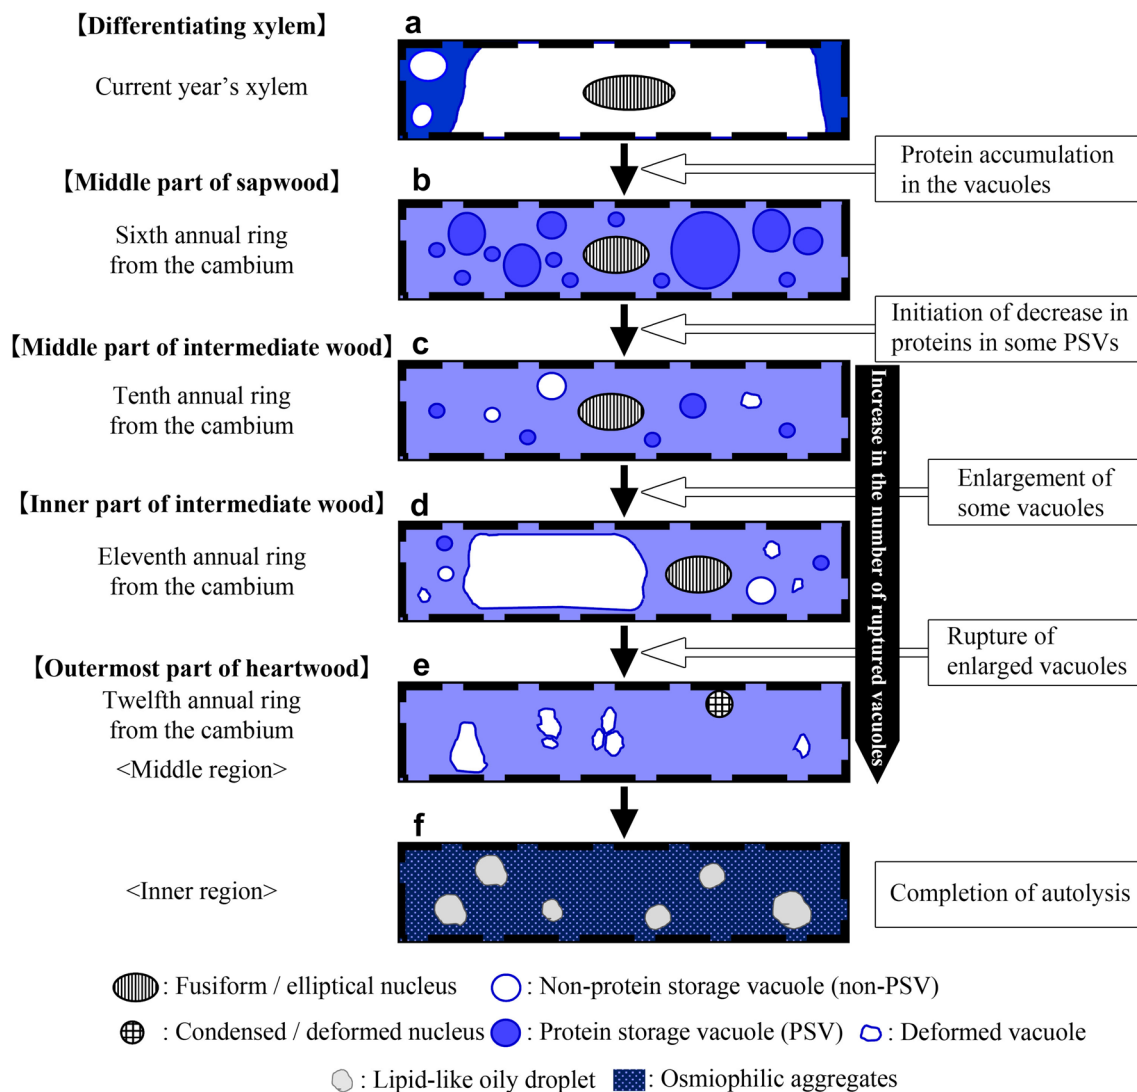 【Differentiating xylem】
a
Current year’s xylem
Protein accumulation
in the vacuoles
【Middle part of sapwood】
b
Sixth annual ring
from the cambium
Initiation of decrease in
proteins in some PSVs
【Middle part of intermediate wood】
c
Tenth annual ring
from the cambium
Increase in the number of ruptured vacuoles
Enlargement of
some vacuoles
【Inner part of intermediate wood】
d
Eleventh annual ring
from the cambium
Rupture of
enlarged vacuoles
【Outermost part of heartwood】
e
Twelfth annual ring
from the cambium
<Middle region>
f
<Inner region>
Completion of autolysis
: Fusiform / elliptical nucleus
: Non-protein storage vacuole (non-PSV)
: Condensed / deformed nucleus
: Protein storage vacuole (PSV)
: Deformed vacuole
: Lipid-like oily droplet
: Osmiophilic aggregates